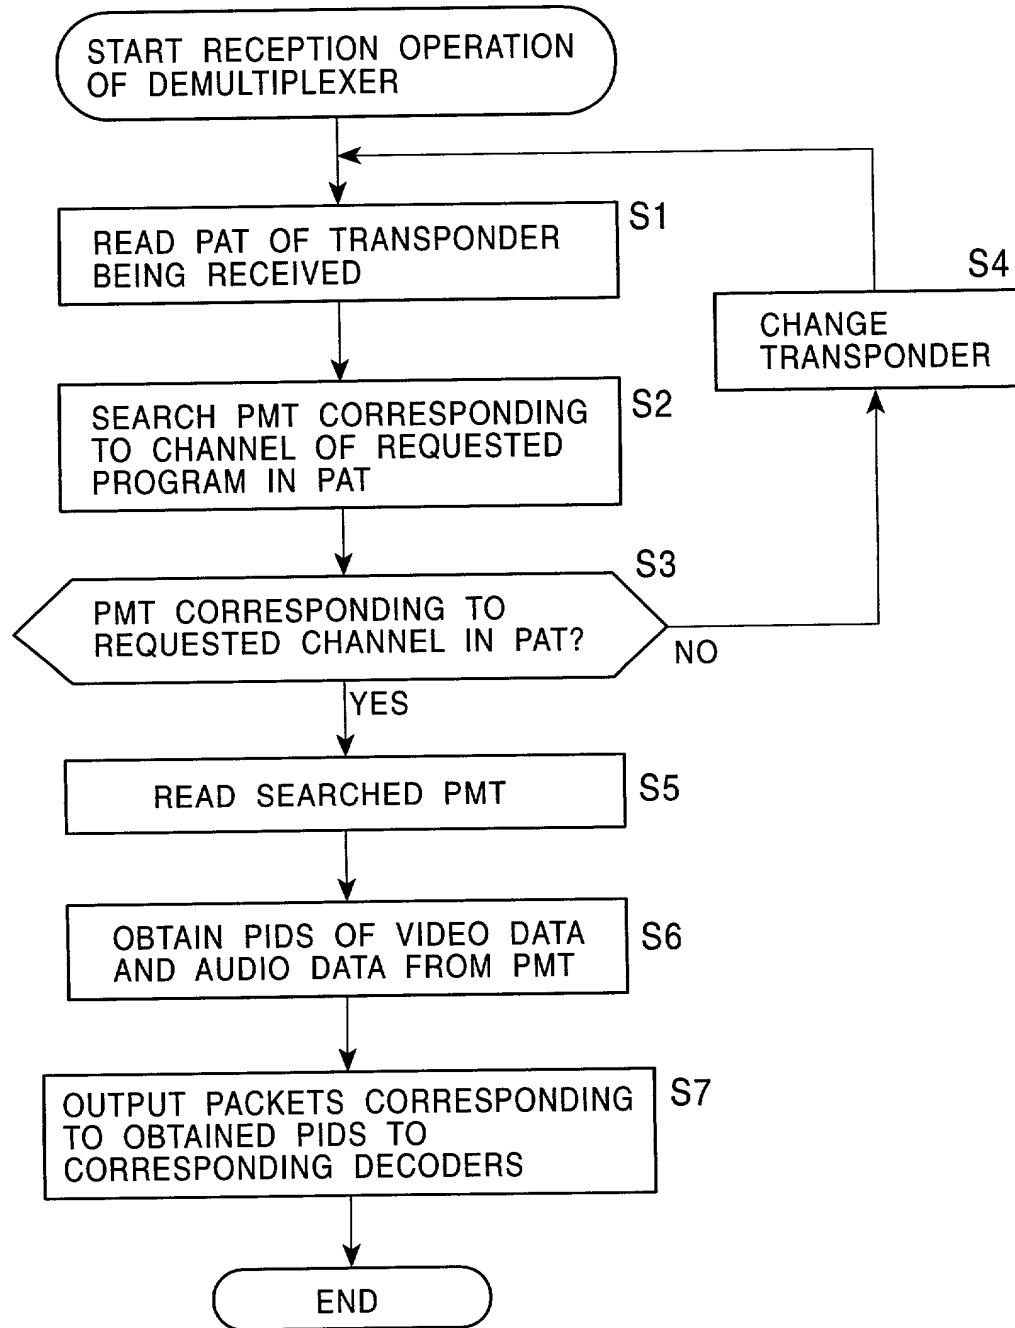 START RECEPTION OPERATION
OF DEMULTIPLEXER
S1
READ PAT OF TRANSPONDER
BEING RECEIVED
S4
CHANGE
TRANSPONDER
S2
SEARCH PMT CORRESPONDING
TO CHANNEL OF REQUESTED
PROGRAM IN PAT
S3
PMT CORRESPONDING TO
REQUESTED CHANNEL IN PAT?
NO
YES
READ SEARCHED PMT
S5
OBTAIN PIDS OF VIDEO DATA
AND AUDIO DATA FROM PMT
S6
OUTPUT PACKETS CORRESPONDING
TO OBTAINED PIDS TO
CORRESPONDING DECODERS
S7
END